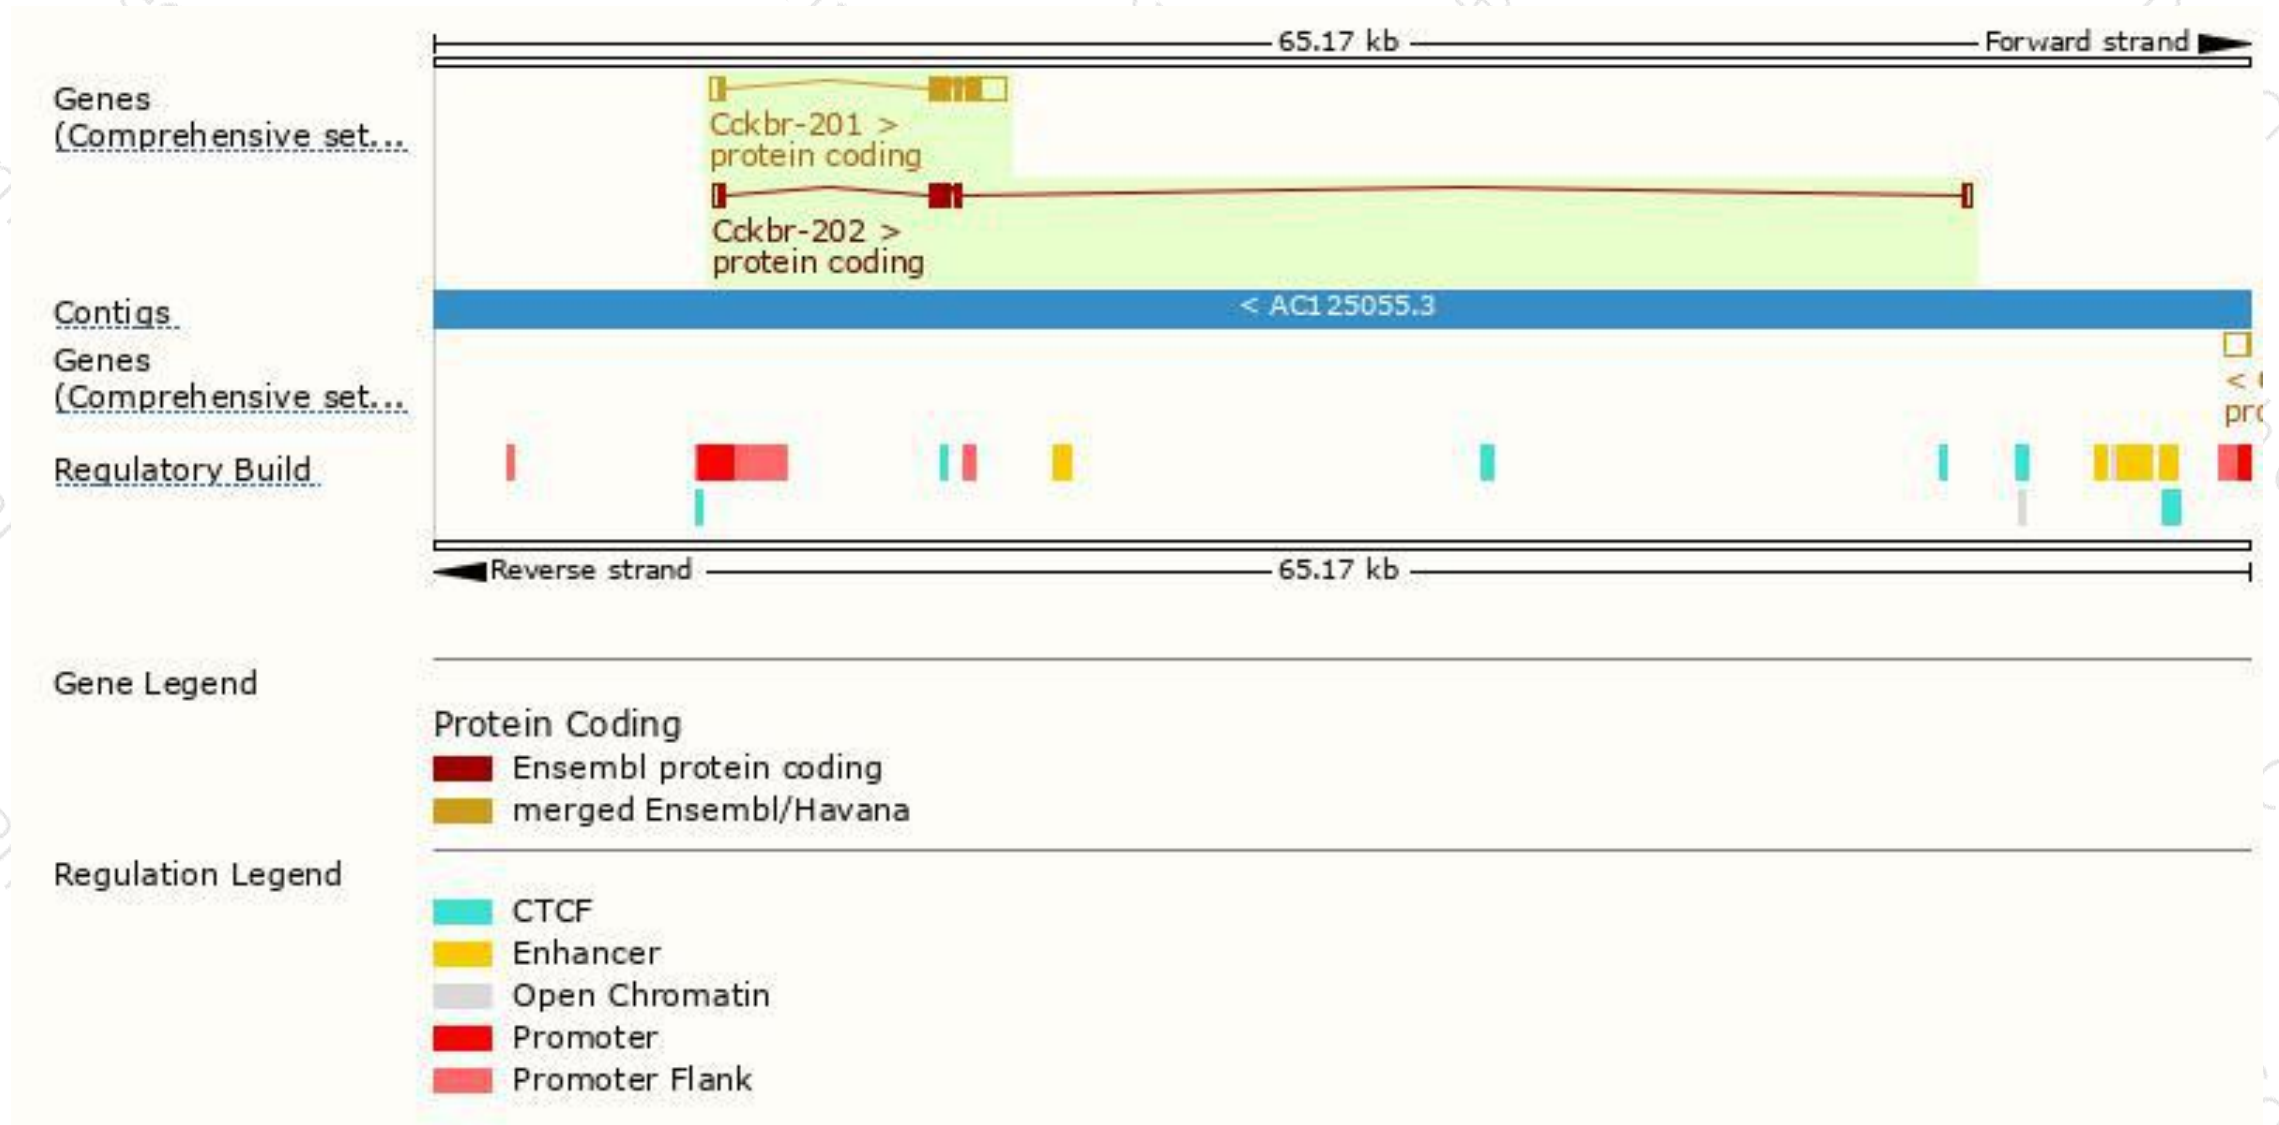 65.17 kb
Forward strand
Genes
(Comprehensive set...
Cckbr-201 >
protein coding
Cckbr-202 >
protein coding
Contigs
< AC125055.3
Genes
(Comprehensive set...
<
Regulatory Build
Reverse strand
65.17 kb
Gene Legend
Protein Coding
Ensembl protein coding
merged Ensembl/Havana
Regulation Legend
CTCF
Enhancer
Open Chromatin
Promoter
Promoter Flank